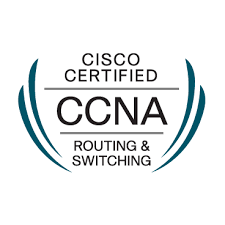 CISCO
CERTIFIED
CCNA
ROUTING &
SWITCHING